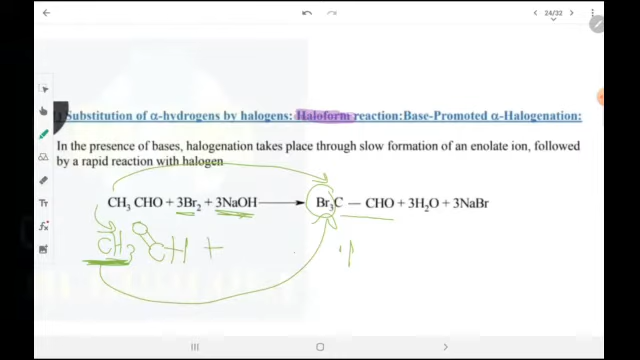 24/32
Substitution of α-hydrogens by halogens: Haloform reaction:Base-Promoted α-Halogenation:
In the presence of bases, halogenation takes place through slow formation of an enolate ion, followed
by a rapid reaction with halogen
CH₃ CHO + 3Br₂ + 3NaOH → Br₃C — CHO + 3H₂O + 3NaBr
CH₃ CH +